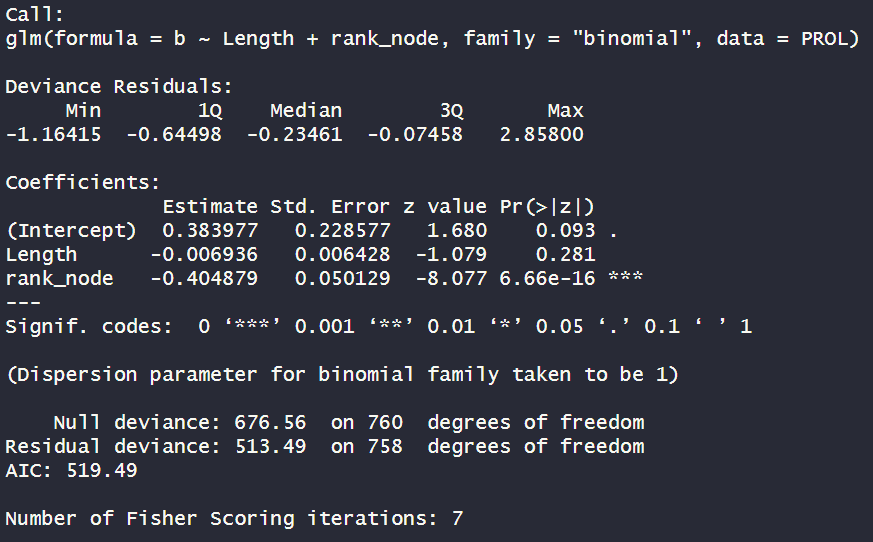 Call:
glm(formula = b ~ Length + rank_node, family = "binomial", data = PROL)
Deviance Residuals:
     Min       1Q   Median       3Q      Max
-1.16415 -0.64498 -0.23461 -0.07458  2.85800
Coefficients:
             Estimate Std. Error z value Pr(>|z|)
(Intercept)  0.383977   0.228577   1.680    0.093 .
Length      -0.006936   0.006428  -1.079    0.281
rank_node   -0.404879   0.050129  -8.077 6.66e-16 ***
---
Signif. codes:  0 ‘***’ 0.001 ‘**’ 0.01 ‘*’ 0.05 ‘.’ 0.1 ‘ ’ 1
(Dispersion parameter for binomial family taken to be 1)
    Null deviance: 676.56  on 760  degrees of freedom
Residual deviance: 513.49  on 758  degrees of freedom
AIC: 519.49
Number of Fisher Scoring iterations: 7